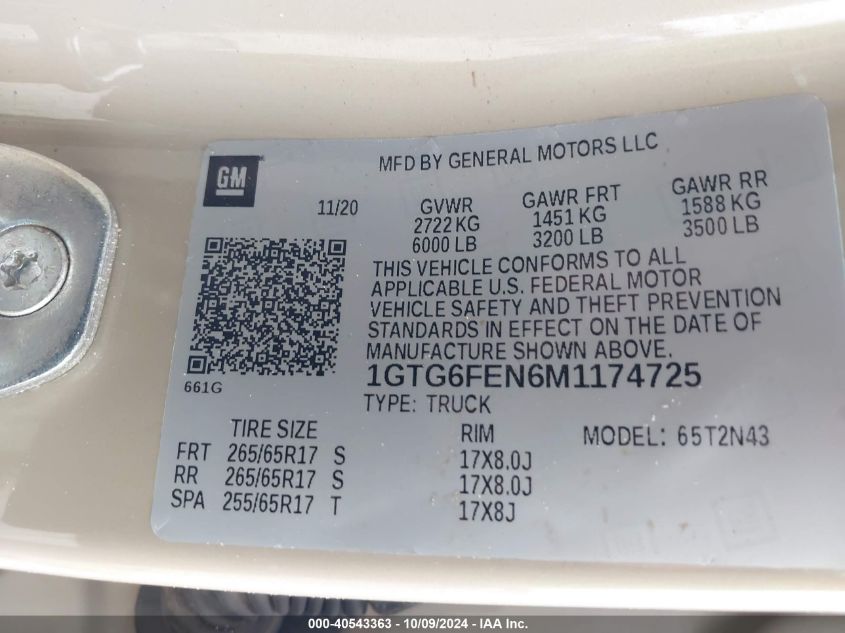 GM
MFD BY GENERAL MOTORS LLC
11/20
GVWR GAWR FRT GAWR RR
2722 KG 1451 KG 1588 KG
6000 LB 3200 LB 3500 LB
THIS VEHICLE CONFORMS TO ALL
APPLICABLE U.S. FEDERAL MOTOR
VEHICLE SAFETY AND THEFT PREVENTION
STANDARDS IN EFFECT ON THE DATE OF
MANUFACTURE SHOWN ABOVE.
661G
1GTG6FEN6M1174725
TYPE: TRUCK
TIRE SIZE RIM MODEL: 65T2N43
FRT 265/65R17 S 17X8.0J
RR 265/65R17 S 17X8.0J
SPA 255/65R17 T 17X8J
000-40543363 - 10/09/2024 - IAA Inc.